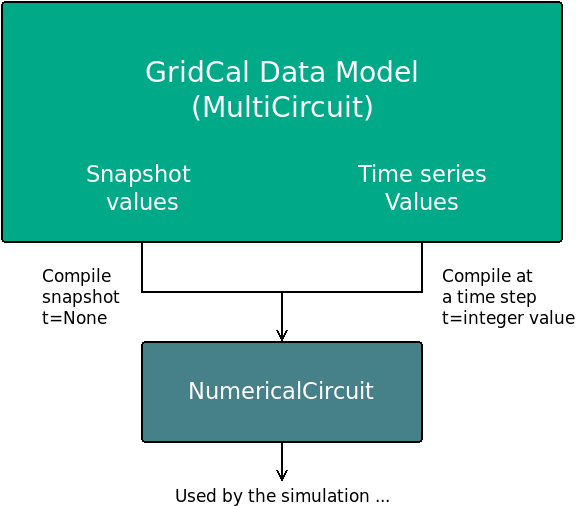 GridCal Data Model
(MultiCircuit)
Snapshot
values
Time series
Values
Compile
snapshot
t=None
Compile at
a time step
t=integer value
NumericalCircuit
Used by the simulation ...